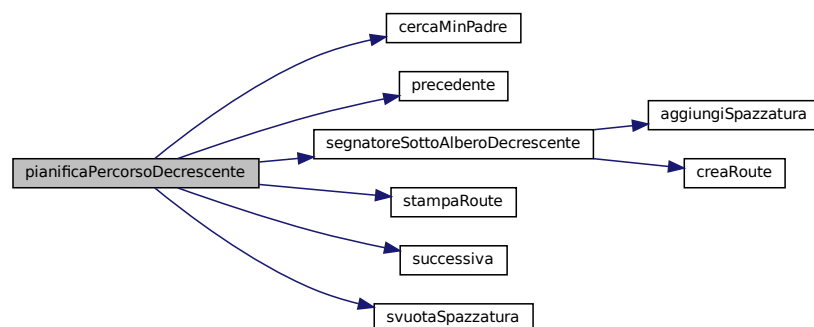 cercaMinPadre
precedente
aggiungiSpazzatura
segnatoreSottoAlberoDecrescente
pianificaPercorsoDecrescente
creaRoute
stampaRoute
successiva
svuotaSpazzatura